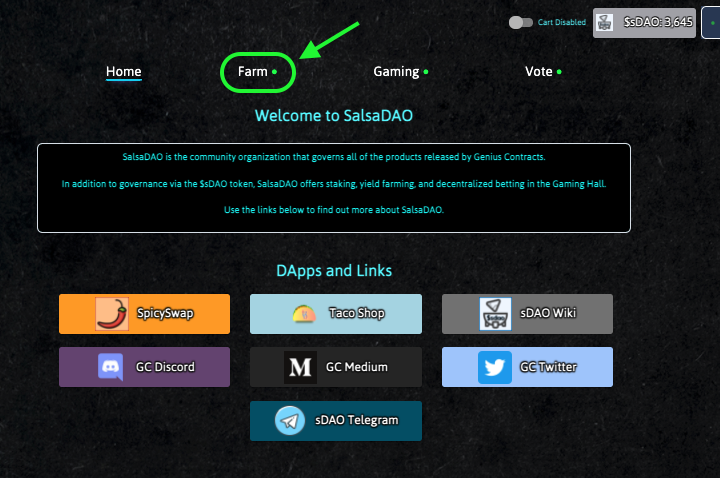 Cart Disabled
$sDAO: 3,645
Home
Farm
Gaming
Vote
Welcome to SalsaDAO
SalsaDAO is the community organization that governs all of the products released by Genius Contracts.
In addition to governance via the $sDAO token, SalsaDAO offers staking, yield farming, and decentralized betting in the Gaming Hall.
Use the links below to find out more about SalsaDAO.
DApps and Links
SpicySwap
Taco Shop
sDAO Wiki
GC Discord
M GC Medium
GC Twitter
sDAO Telegram